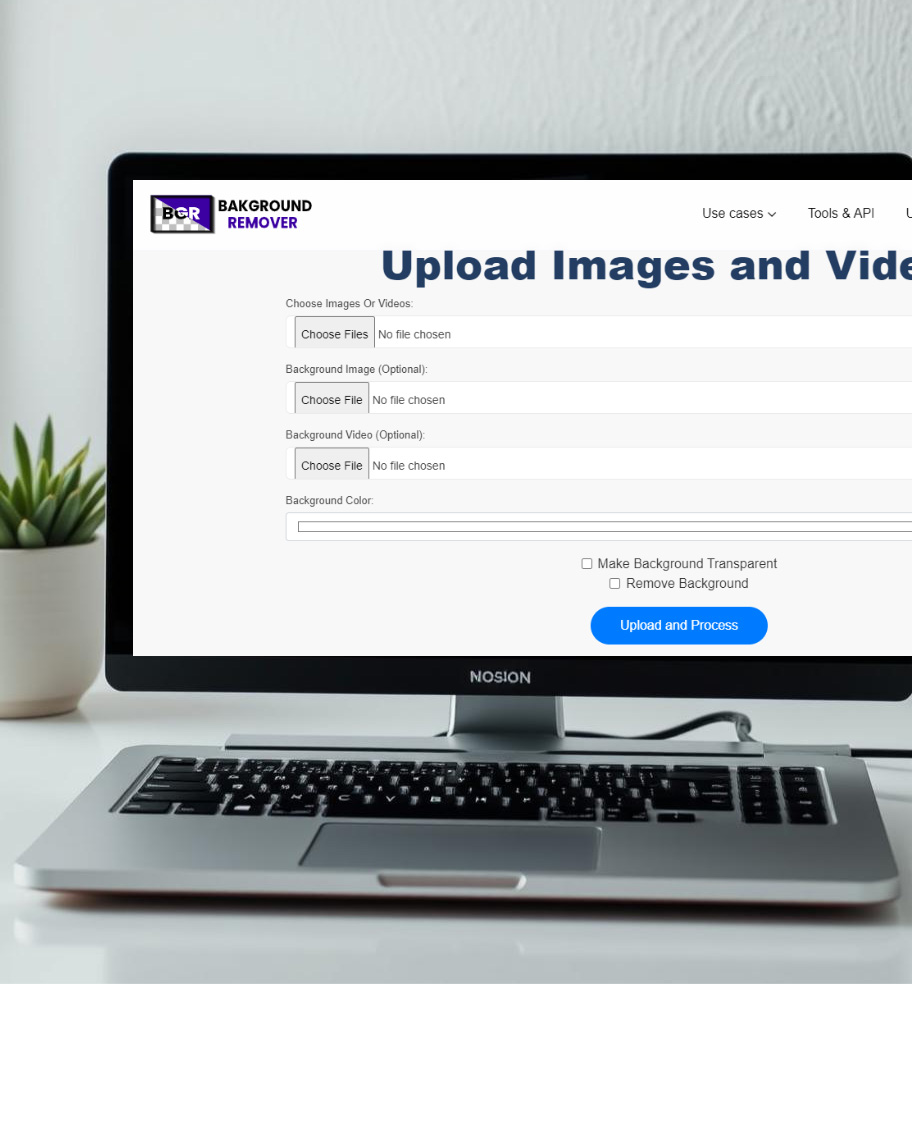 BGR
BAKGROUND
REMOVER
Use cases
Tools & API
U
Upload Images and Vide
Choose Images Or Videos:
Choose Files No file chosen
Background Image (Optional):
Choose File No file chosen
Background Video (Optional):
Choose File No file chosen
Background Color:
Make Background Transparent
Remove Background
Upload and Process
NOSION